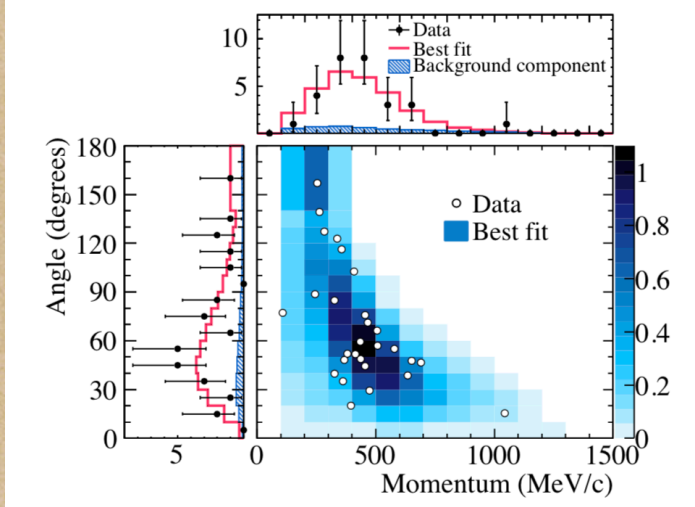 10
5
Data
Best fit
Background component
Angle (degrees)
180
150
120
90
60
30
0
5
Data
Best fit
1
0.8
0.6
0.4
0.2
0
0
500
1000
1500
Momentum (MeV/c)